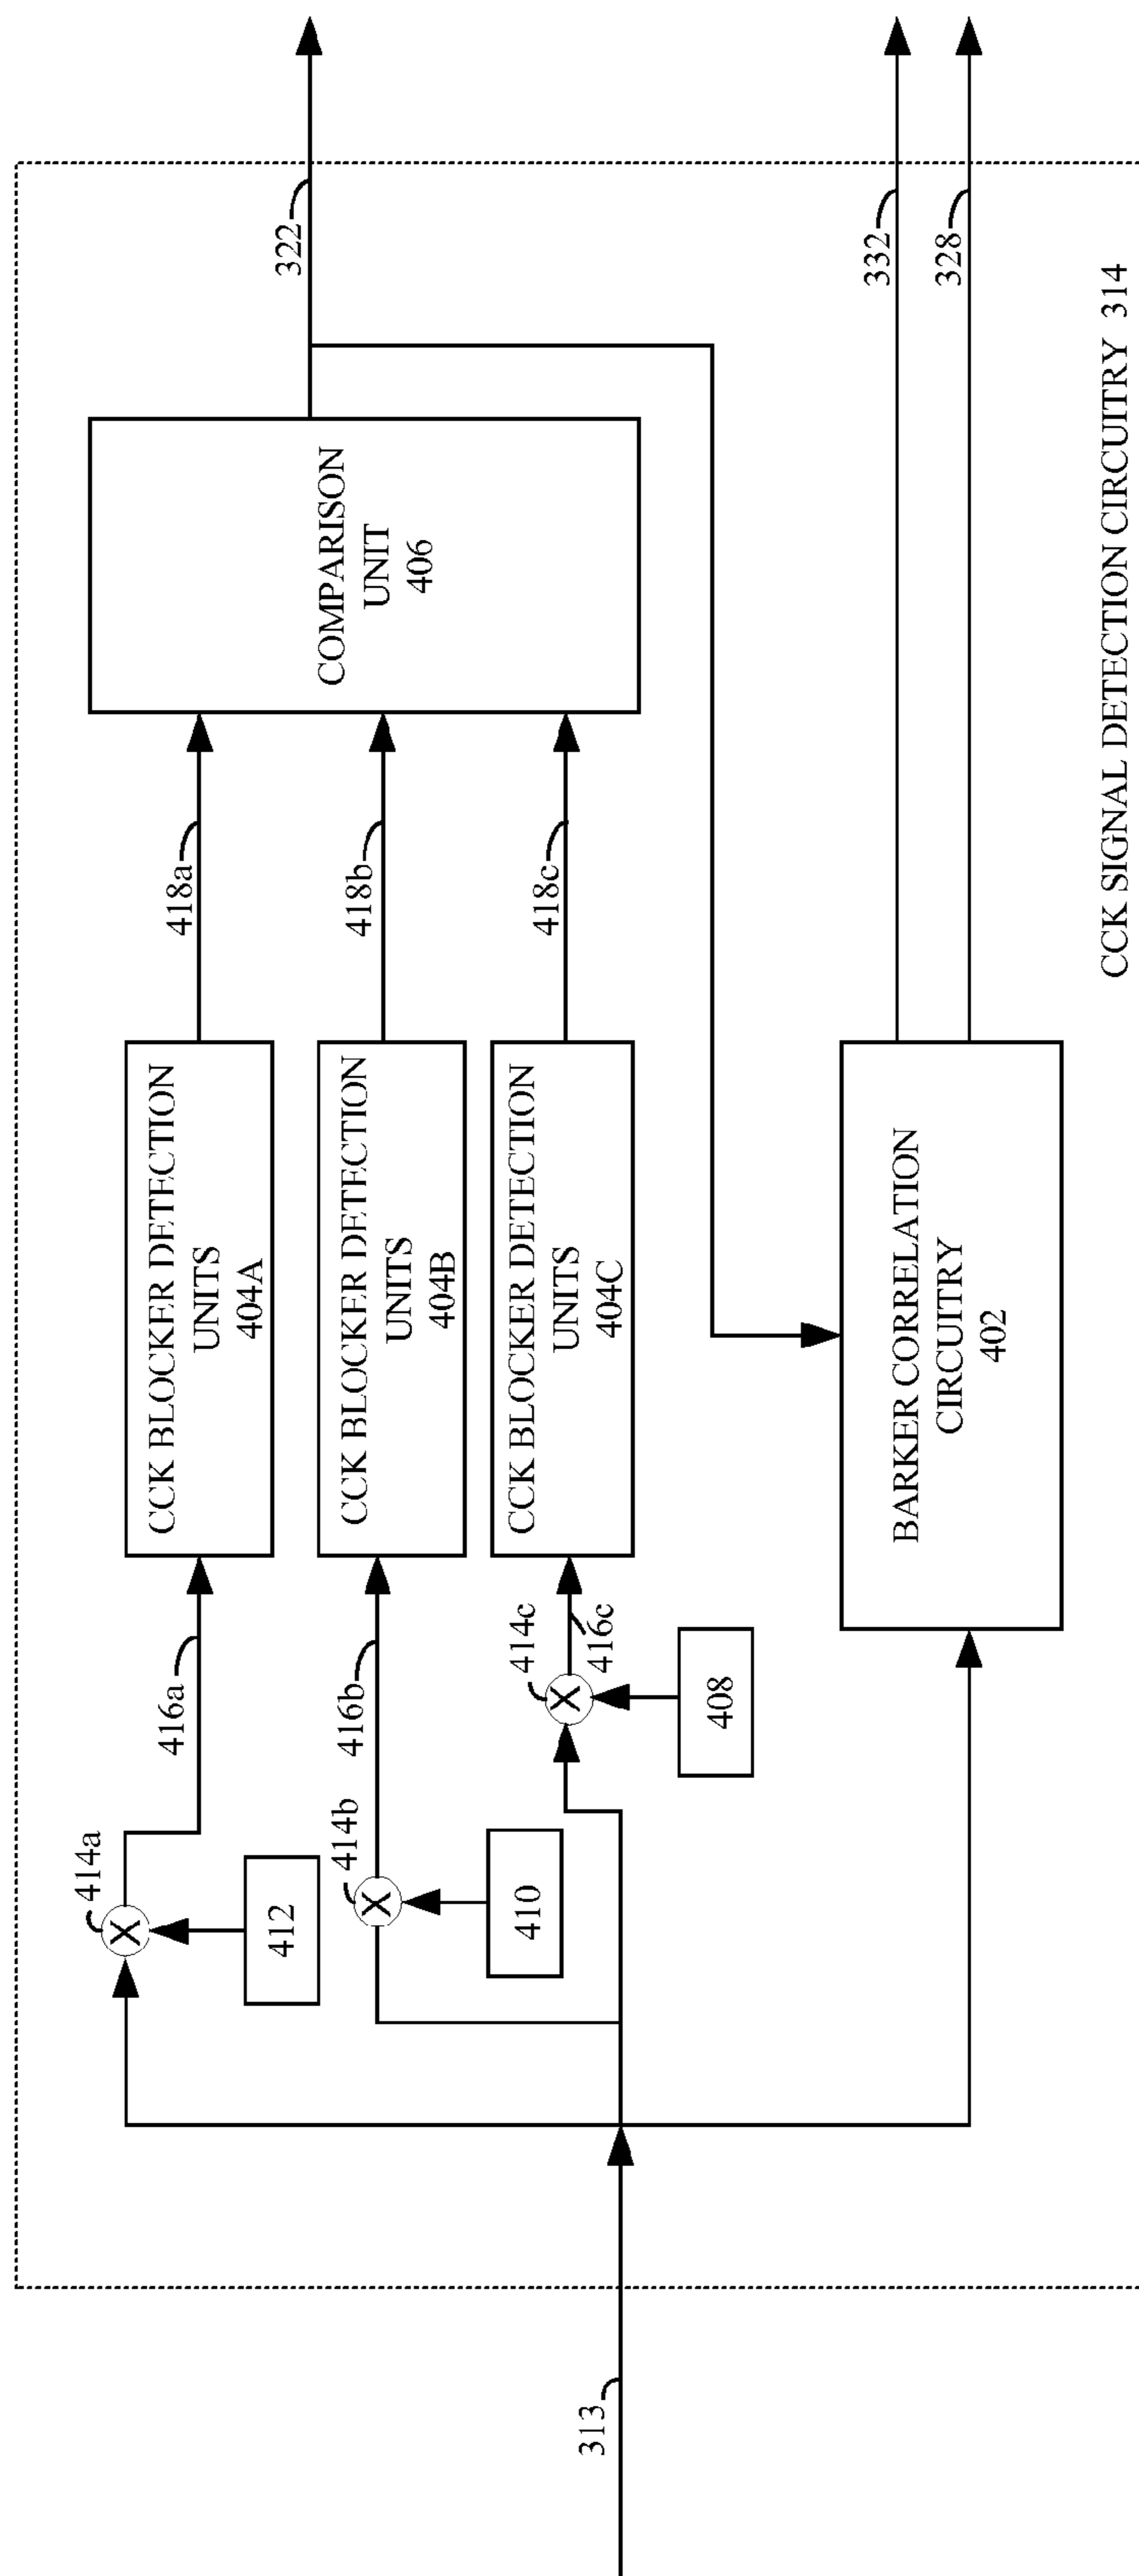 313
414a
412
416a
CCK BLOCKER DETECTION
UNITS
404A
418a
414b
410
416b
CCK BLOCKER DETECTION
UNITS
404B
418b
414c
408
416c
CCK BLOCKER DETECTION
UNITS
404C
418c
COMPARISON
UNIT
406
322
BARKER CORRELATION
CIRCUITRY
402
332
328
X
X
X
CCK SIGNAL DETECTION CIRCUITRY 314